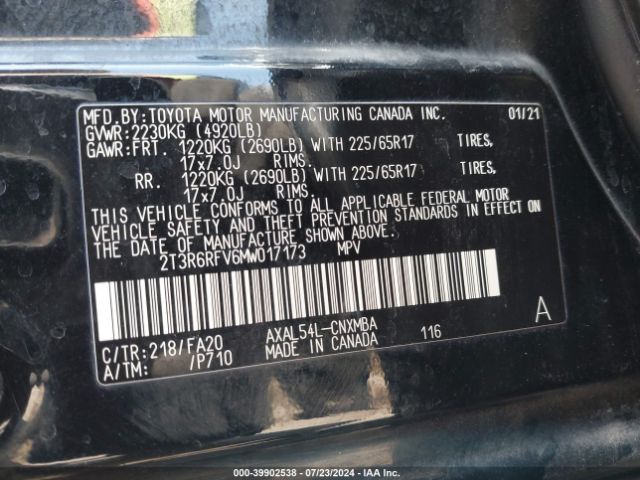 MFD.BY:TOYOTA MOTOR MANUFACTURING CANADA INC. 01/21
GVWR:2230KG (4920LB)
GAWR:FRT. 1220KG (2690LB) WITH 225/65R17 TIRES,
17x7.0J RIMS,
RR. 1220KG (2690LB) WITH 225/65R17 TIRES,
17x7.0J RIMS
THIS VEHICLE CONFORMS TO ALL APPLICABLE FEDERAL MOTOR
VEHICLE SAFETY AND THEFT PREVENTION STANDARDS IN EFFECT ON
THE DATE OF MANUFACTURE SHOWN ABOVE.
2T3R6RFV6MW017173 MPV
C/TR:218/FA20 AXAL54L-CNXMBA 116 A
A/TM: /P710 MADE IN CANADA
000-39902538 - 07/23/2024 - IAA Inc.